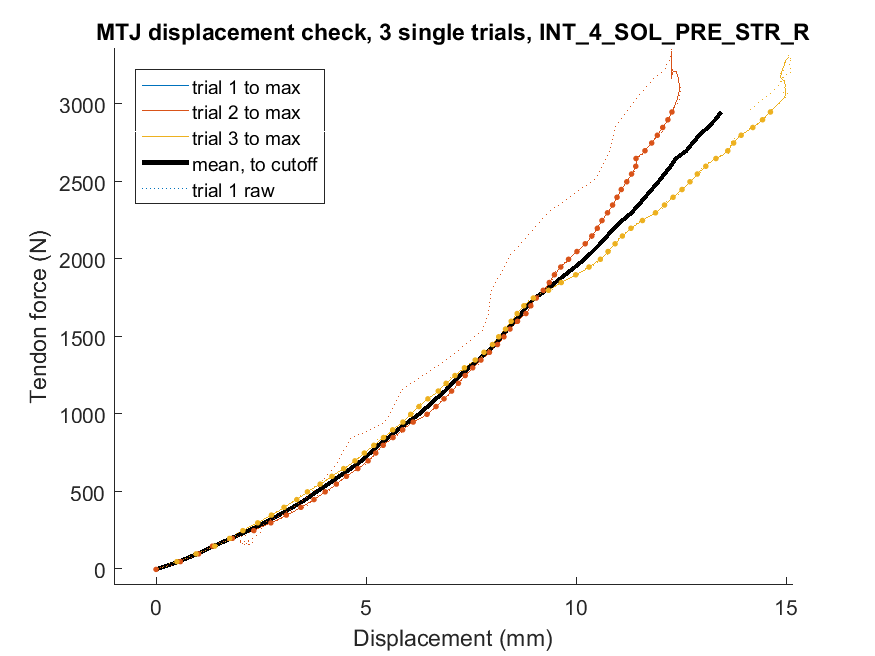 MTJ displacement check, 3 single trials, INT_4_SOL_PRE_STR_R
trial 1 to max
trial 2 to max
trial 3 to max
mean, to cutoff
trial 1 raw
3000
2500
2000
1500
1000
500
0
Tendon force (N)
0 5 10 15
Displacement (mm)